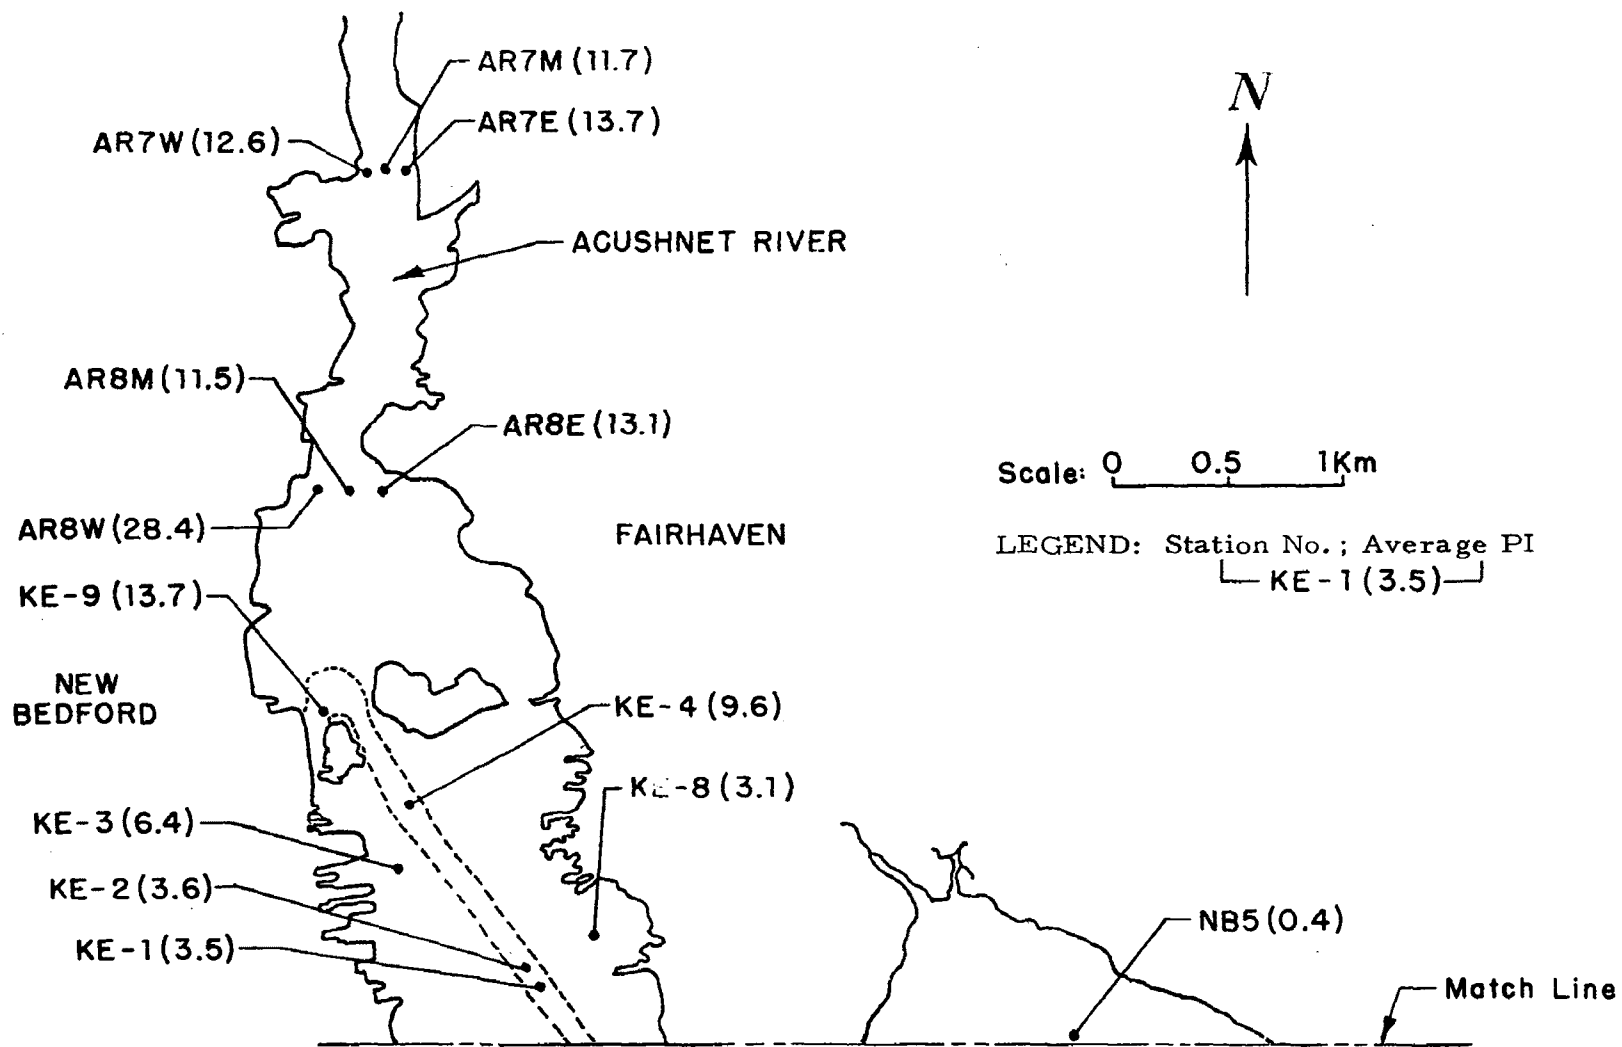 AR7M (11.7)
N
AR7E (13.7)
AR7W (12.6)
ACUSHNET RIVER
AR8M (11.5)
AR8E (13.1)
Scale: 0 0.5 1Km
AR8W (28.4)
FAIRHAVEN
LEGEND: Station No. ; Average PI
KE-1 (3.5)
KE-9 (13.7)
NEW
BEDFORD
KE-4 (9.6)
KE-8 (3.1)
KE-3 (6.4)
KE-2 (3.6)
KE-1 (3.5)
NB5 (0.4)
Match Line